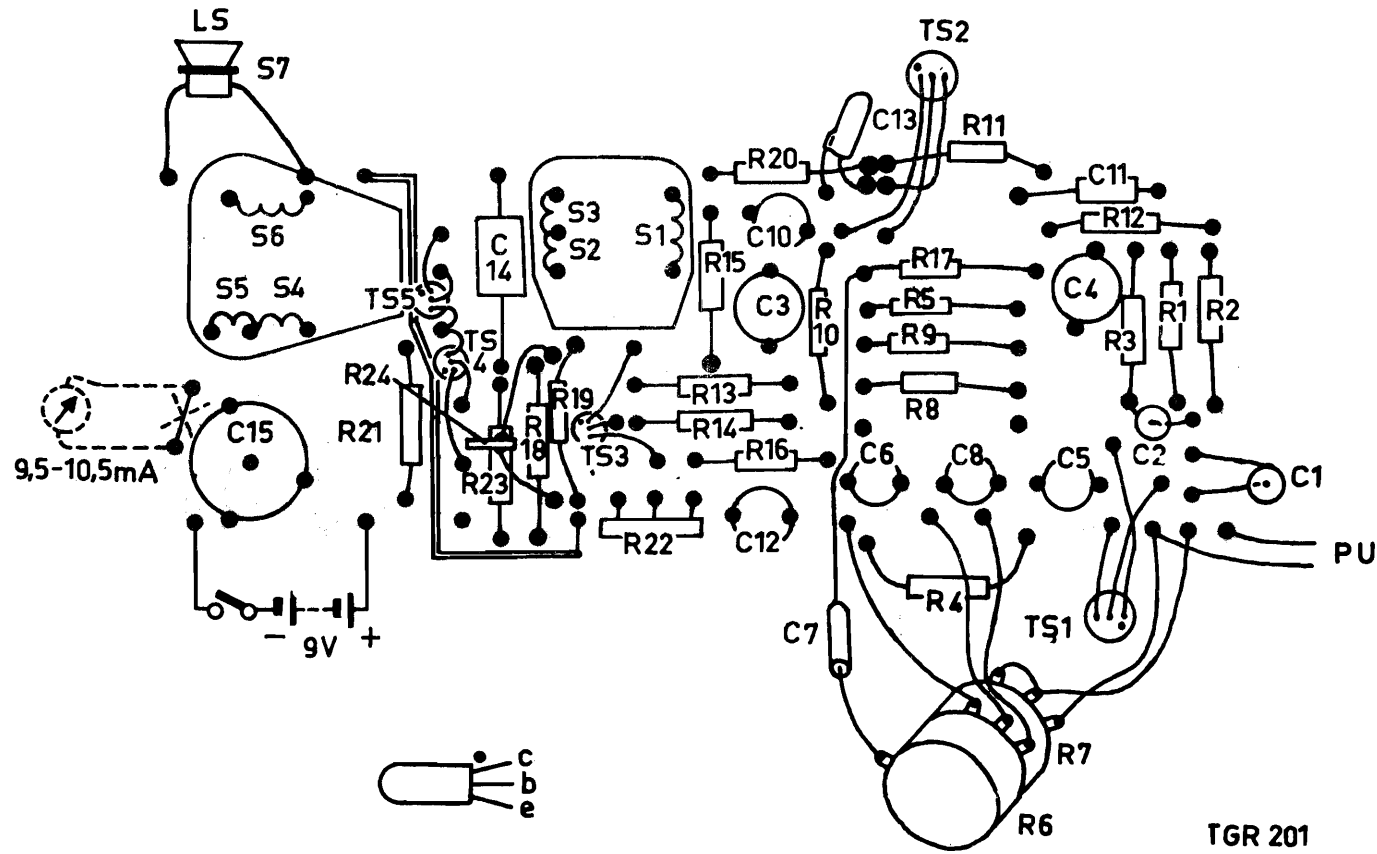 LS
S7
TS2
C13
R11
R20
C11
R12
S3
S2
S1
C10
S6
C
14
R15
R17
C4
S5
S4
TS5
C3
R
10
R5
R9
R3
R1
R2
TS
4
R24
R13
R8
R19
R14
R21
R
18
TS3
R16
C15
C6
C8
C5
C2
C1
9,5-10,5mA
R23
R22
C12
PU
R4
TS1
C7
-
9V
+
R7
c
b
e
R6
TGR 201